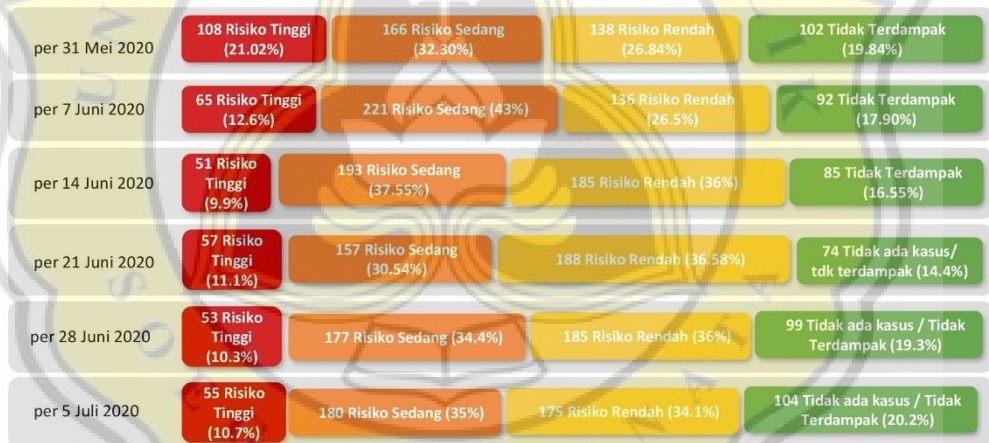 per 31 Mei 2020
108 Risiko Tinggi
(21.02%)
166 Risiko Sedang
(32.30%)
138 Risiko Rendah
(26.84%)
102 Tidak Terdampak
(19.84%)
per 7 Juni 2020
65 Risiko Tinggi
(12.6%)
221 Risiko Sedang (43%)
136 Risiko Rendah
(26.5%)
92 Tidak Terdampak
(17.90%)
per 14 Juni 2020
51 Risiko
Tinggi
(9.9%)
193 Risiko Sedang
(37.55%)
185 Risiko Rendah (36%)
85 Tidak Terdampak
(16.55%)
per 21 Juni 2020
57 Risiko
Tinggi
(11.1%)
157 Risiko Sedang
(30.54%)
188 Risiko Rendah (36.58%)
74 Tidak ada kasus/
tdk terdampak (14.4%)
per 28 Juni 2020
53 Risiko
Tinggi
(10.3%)
177 Risiko Sedang (34.4%)
185 Risiko Rendah (36%)
99 Tidak ada kasus / Tidak
Terdampak (19.3%)
per 5 Juli 2020
55 Risiko
Tinggi
(10.7%)
180 Risiko Sedang (35%)
175 Risiko Rendah (34.1%)
104 Tidak ada kasus / Tidak
Terdampak (20.2%)